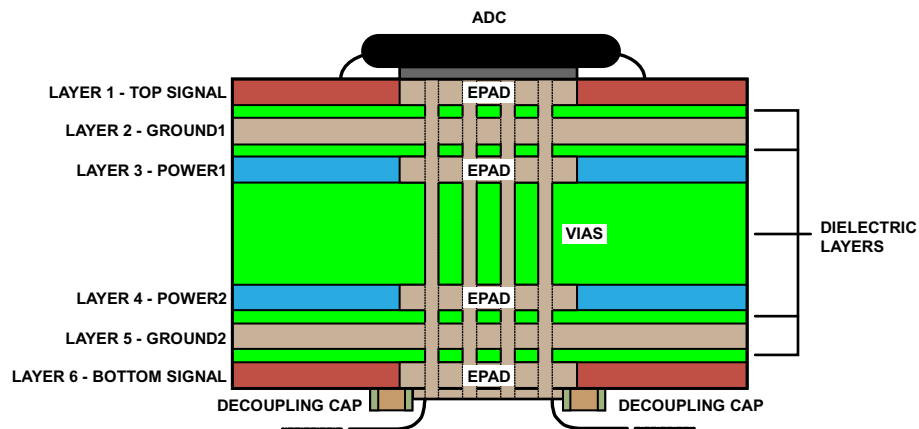 ADC
LAYER 1 - TOP SIGNAL
EPAD
LAYER 2 - GROUND1
LAYER 3 - POWER1
EPAD
VIAS
DIELECTRIC
LAYERS
LAYER 4 - POWER2
EPAD
LAYER 5 - GROUND2
LAYER 6 - BOTTOM SIGNAL
EPAD
DECOUPLING CAP
DECOUPLING CAP